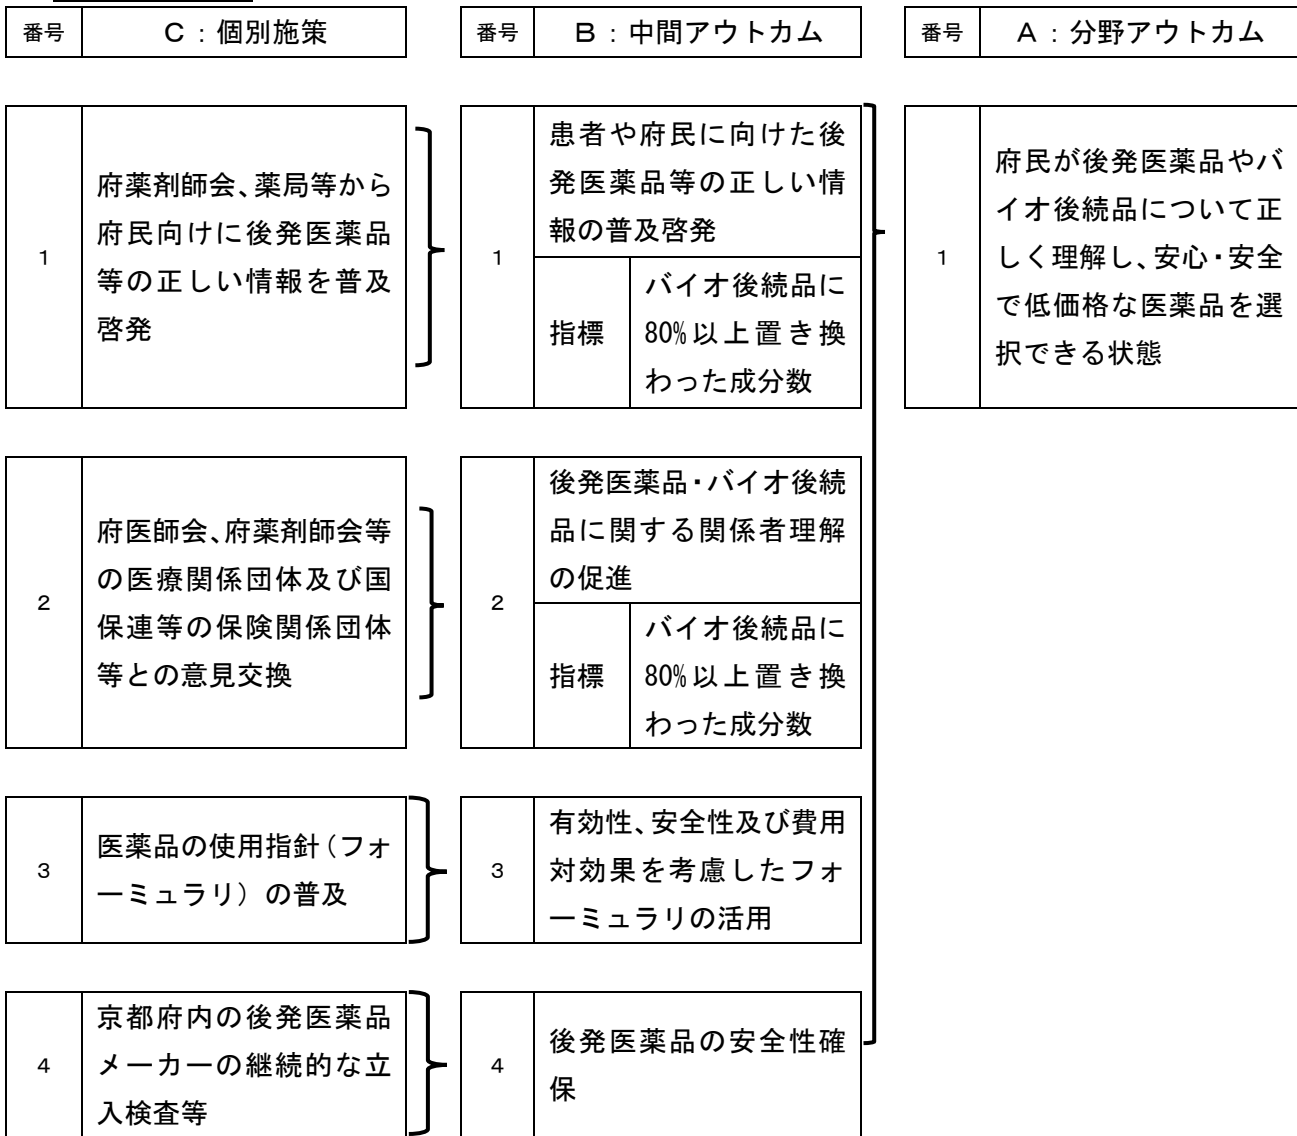 番号
C：個別施策
番号
B：中間アウトカム
番号
A：分野アウトカム
1
府薬剤師会、薬局等から
府民向けに後発医薬品
等の正しい情報を普及
啓発
1
患者や府民に向けた後
発医薬品等の正しい情
報の普及啓発
指標
バイオ後続品に
80%以上置き換
わった成分数
1
府民が後発医薬品やバ
イオ後続品について正
しく理解し、安心・安全
で低価格な医薬品を選
択できる状態
2
府医師会、府薬剤師会等
の医療関係団体及び国
保連等の保険関係団体
等との意見交換
2
後発医薬品・バイオ後続
品に関する関係者理解
の促進
指標
バイオ後続品に
80%以上置き換
わった成分数
3
医薬品の使用指針（フォ
ーミュラリ）の普及
3
有効性、安全性及び費用
対効果を考慮したフォ
ーミュラリの活用
4
京都府内の後発医薬品
メーカーの継続的な立
入検査等
4
後発医薬品の安全性確
保